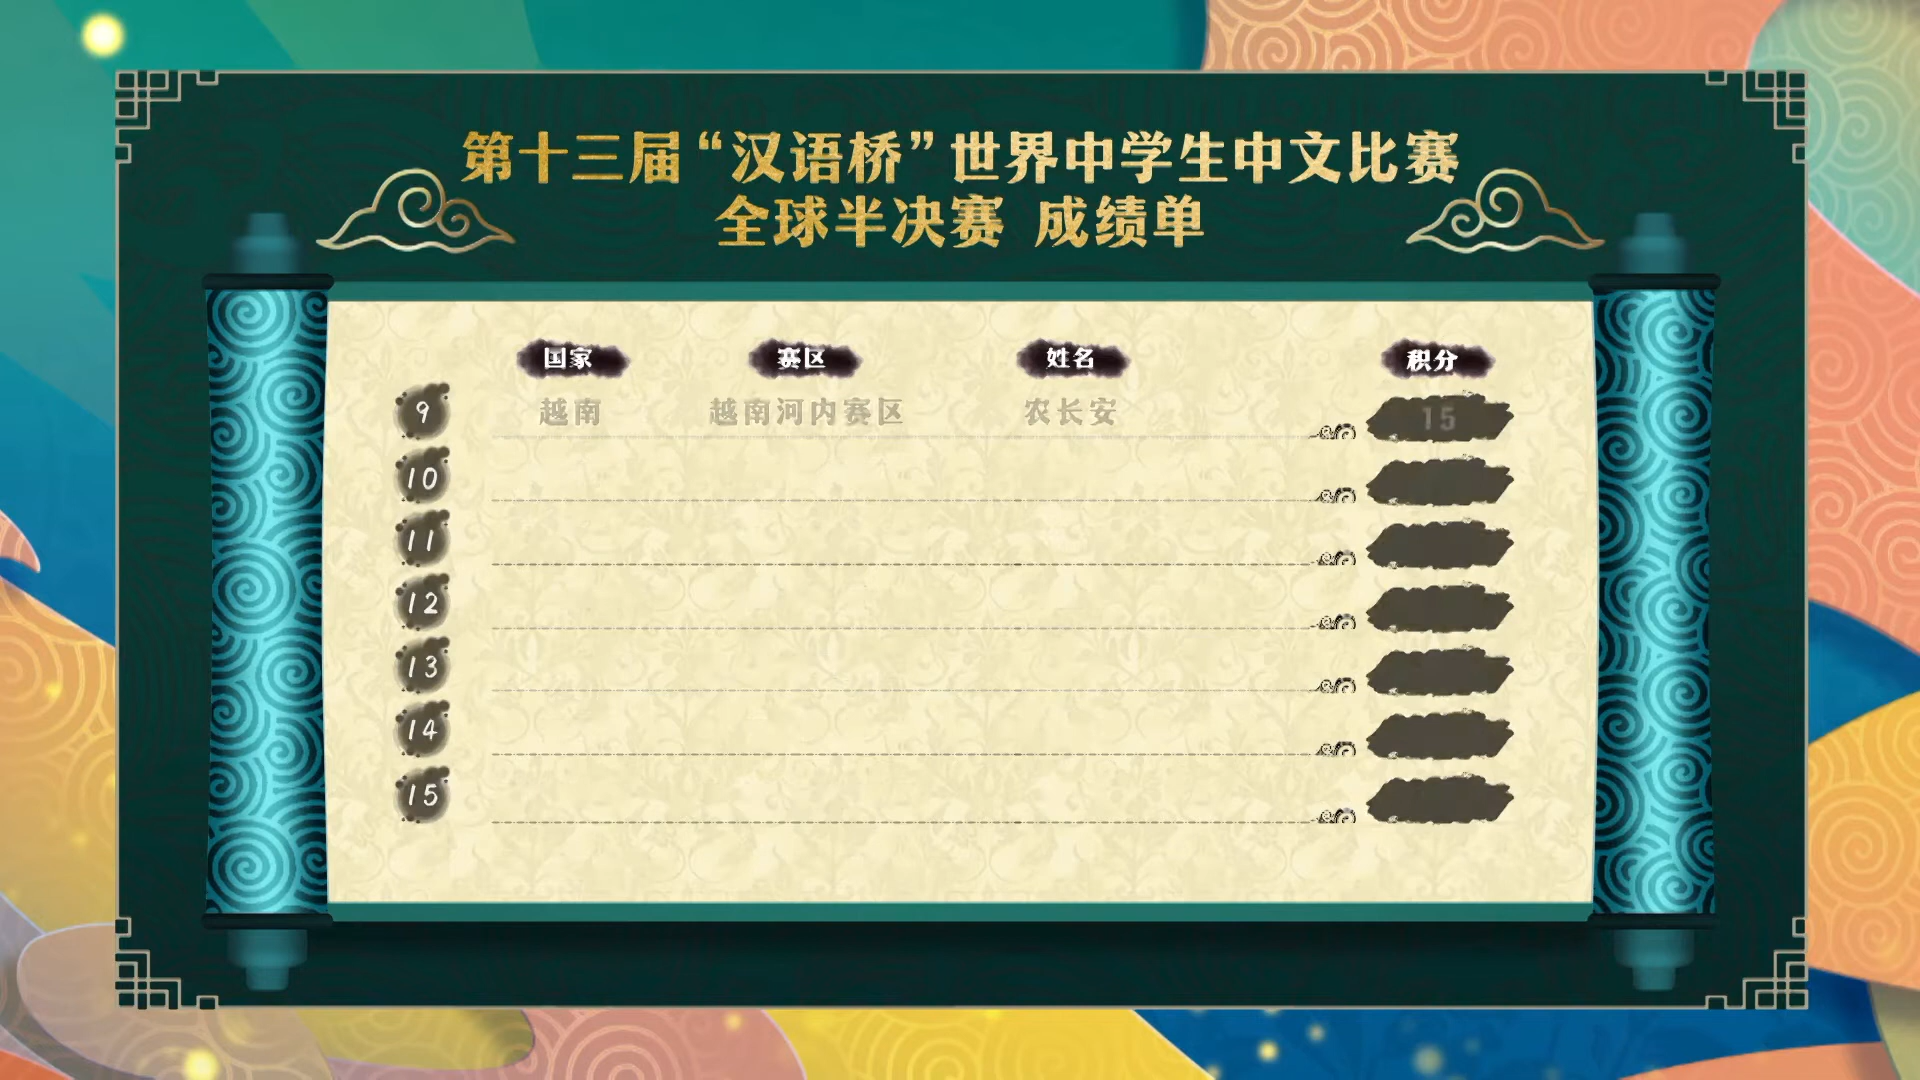 第十三届“汉语桥”世界中学生中文比赛
全球半决赛 成绩单
国家 赛区 姓名 积分
9 越南 越南河内赛区 农长安 15
10
11
12
13
14
15